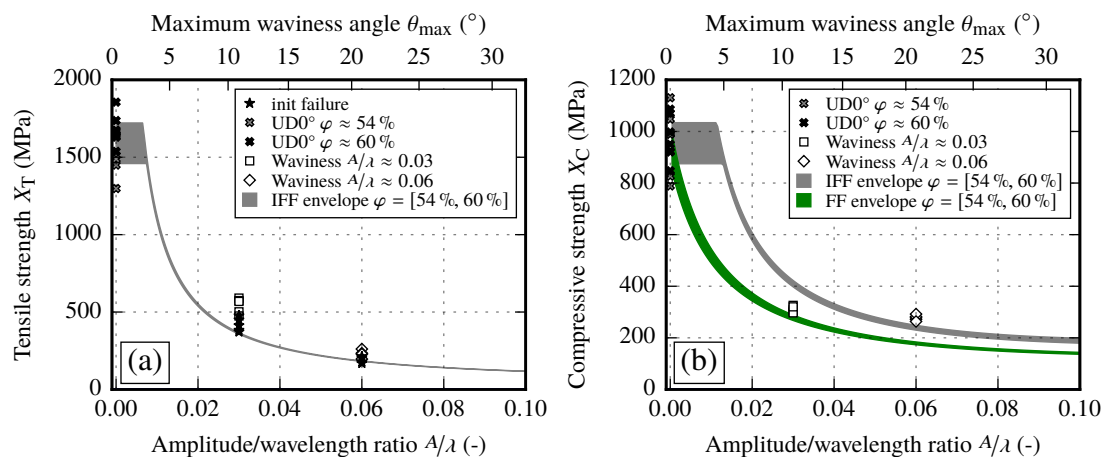 Maximum waviness angle θmax (°)
0 5 10 15 20 25 30
Tensile strength XT (MPa)
2000
1500
1000
500
0
init failure
UD0° φ ≈ 54 %
UD0° φ ≈ 60 %
Waviness A/λ ≈ 0.03
Waviness A/λ ≈ 0.06
IFF envelope φ = [54 %, 60 %]
(a)
0.00 0.02 0.04 0.06 0.08 0.10
Amplitude/wavelength ratio A/λ (-)
Maximum waviness angle θmax (°)
0 5 10 15 20 25 30
Compressive strength XC (MPa)
1200
1000
800
600
400
200
0
UD0° φ ≈ 54 %
UD0° φ ≈ 60 %
Waviness A/λ ≈ 0.03
Waviness A/λ ≈ 0.06
IFF envelope φ = [54 %, 60 %]
FF envelope φ = [54 %, 60 %]
(b)
0.00 0.02 0.04 0.06 0.08 0.10
Amplitude/wavelength ratio A/λ (-)